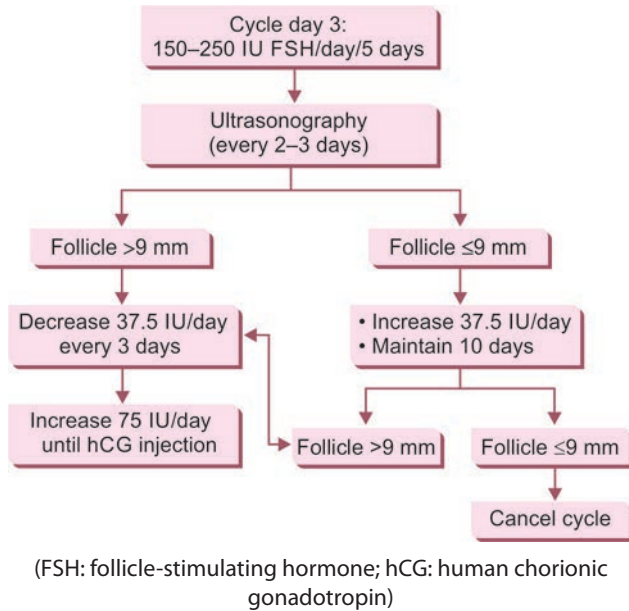 Cycle day 3:
150–250 IU FSH/day/5 days
Ultrasonography
(every 2–3 days)
Follicle >9 mm
Follicle ≤9 mm
Decrease 37.5 IU/day
every 3 days
• Increase 37.5 IU/day
• Maintain 10 days
Increase 75 IU/day
until hCG injection
Follicle >9 mm
Follicle ≤9 mm
Cancel cycle
(FSH: follicle-stimulating hormone; hCG: human chorionic
gonadotropin)